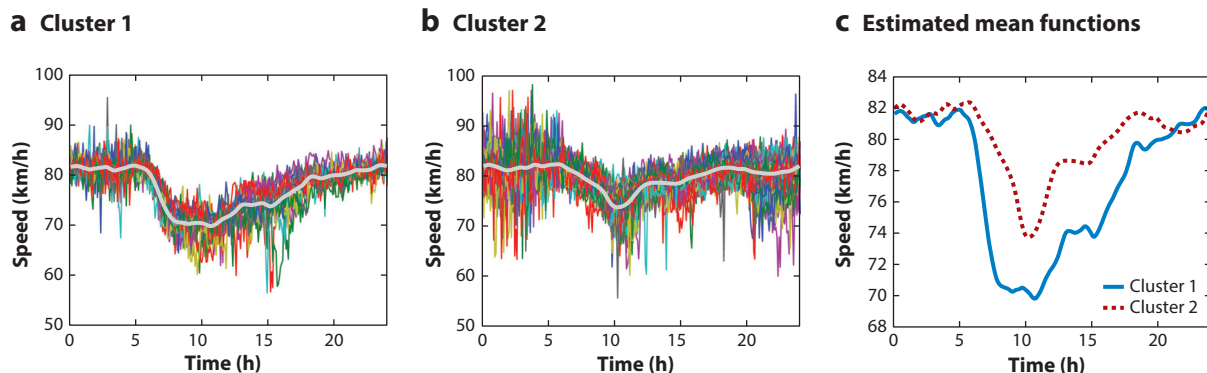 a Cluster 1
100
90
80
70
60
50
Speed (km/h)
0 5 10 15 20
Time (h)
b Cluster 2
100
90
80
70
60
50
Speed (km/h)
0 5 10 15 20
Time (h)
c Estimated mean functions
84
82
80
78
76
74
72
70
68
Speed (km/h)
Cluster 1
Cluster 2
0 5 10 15 20
Time (h)